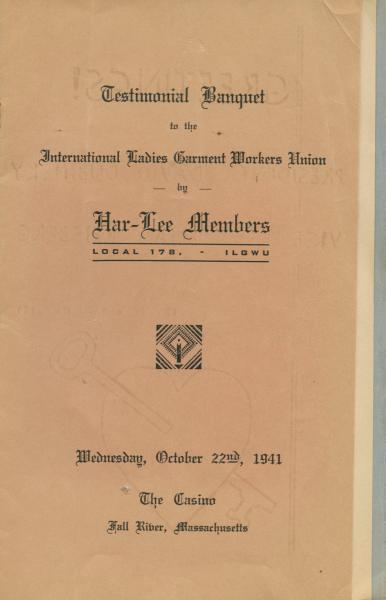 Testimonial Banquet
to the
International Ladies Garment Workers Union
— by —
Har-Lee Members
LOCAL 178, - ILGWU
Wednesday, October 22nd, 1941
The Casino
Fall River, Massachusetts